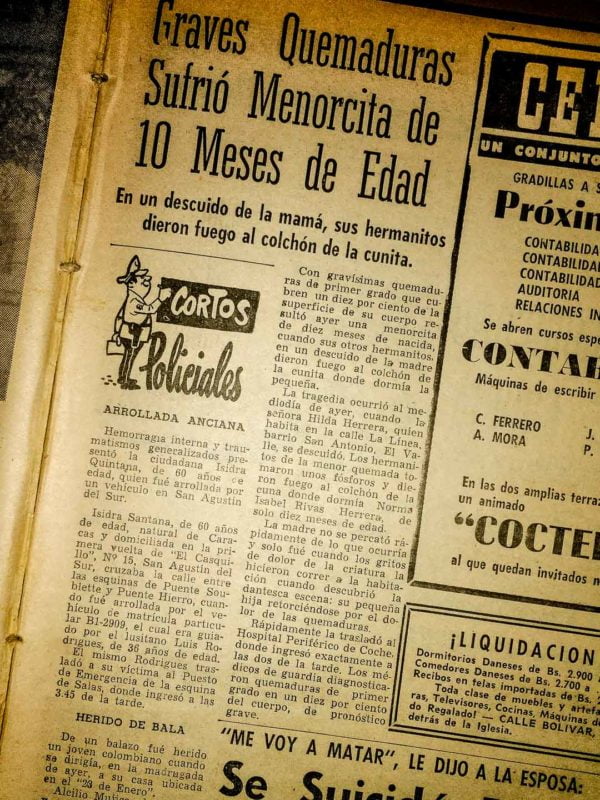 Graves Quemaduras
Sufrió Menorcita de
10 Meses de Edad
En un descuido de la mamá, sus hermanitos
dieron fuego al colchón de la cunita.
CORTOS
Policiales
ARROLLADA ANCIANA
Hemorragia interna y trau-
matismos generalizados pre-
sentó la ciudadana Isidra
Quintana, de 60 años de
edad, quien fué arrollada por
un vehículo en San Agustín
del Sur.
Isidra Santana, de 60 años
de edad, natural de Cara-
cas y domiciliada en la pri-
mera vuelta de "El Casqui-
llo", Nº 15, San Agustín del
Sur, cruzaba la calle entre
las esquinas de Puente Sou-
blette y Puente Hierro, cuan-
do fué arrollada por el ve-
hículo de matrícula particu-
lar B1-2909, el cual era guia-
do por el lusitano Luis Ro-
drigues, de 36 años de edad.
El mismo Rodrigues tras-
ladó a su víctima al Puesto
de Emergencia de la esquina
de Salas, donde ingresó a las
3.45 de la tarde.
HERIDO DE BALA
De un balazo fué herido
un joven colombiano cuando
se dirigía, en la madrugada
de ayer, a su casa ubicada
en el "23 de Enero".
Alcilio
Con gravísimas quemadu-
ras de primer grado que cu-
bren un diez por ciento de la
superficie de su cuerpo re-
sultó ayer una menorcita
de diez meses de nacida,
cuando sus otros hermanitos,
en un descuido de la madre
dieron fuego al colchón de
la cunita donde dormía la
pequeña.
La tragedia ocurrió al me-
diodía de ayer, cuando la
señora Hilda Herrera, quien
habita en la calle La Línea,
barrio San Antonio, El Va-
lle, se descuidó. Los hermani-
tos de la menor quemada to-
maron unos fósforos y die-
ron fuego al colchón de la
cuna donde dormía Norma
Isabel Rivas Herrera, de
solo diez meses de edad.
La madre no se percató rá-
pidamente de lo que ocurría
y solo fué cuando los gritos
de dolor de la criatura la
hicieron correr a la habita-
ción cuando descubrió la
dantesca escena: su pequeña
hija retorciéndose por el do-
lor de las quemaduras.
Rápidamente la trasladó al
Hospital Periférico de Coche,
donde ingresó exactamente a
las dos de la tarde. Los mé-
dicos de guardia diagnostica-
ron quemaduras de primer
grado en un diez por ciento
del cuerpo, de pronóstico
grave.
"ME VOY A MATAR", LE DIJO A LA ESPOSA:
Se Suicidó
UN CONJUNTO
GRADILLAS A
Próxin
CONTABILIDA
CONTABILIDA
CONTABILIDAD
AUDITORIA
RELACIONES IN
Se abren cursos espe
CONTAB
Máquinas de escribir
C. FERRERO J.
A. MORA P.
En las dos amplias terraz
un animado
"COCTE
al que quedan invitados n
¡LIQUIDACION
Dormitorios Daneses de Bs. 2.900
Comedores Daneses de Bs. 2.700
Recibos en felas importadas de Bs.
Toda clase de muebles y artefa
ras, Televisores, Cocinas, Máquinas de
do Regalado! — CALLE BOLIVAR,
detrás de la Iglesia.